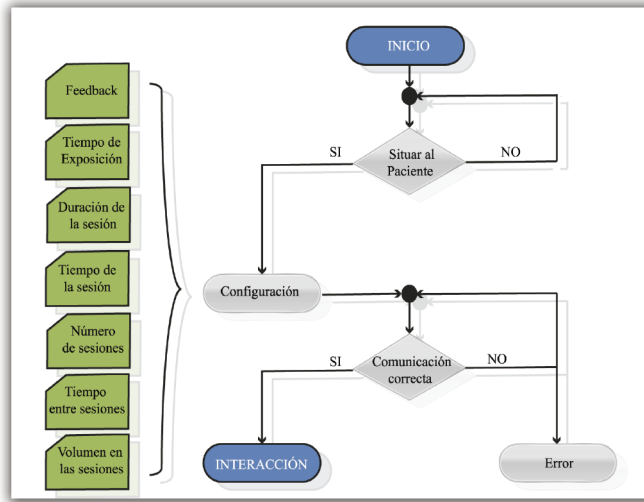 INICIO
Feedback
Tiempo de
Exposición
Duración de
la sesión
Tiempo de
la sesión
Número
de sesiones
Tiempo
entre sesiones
Volumen en
las sesiones
SI
Situar al
Paciente
NO
Configuración
SI
Comunicación
correcta
NO
INTERACCIÓN
Error